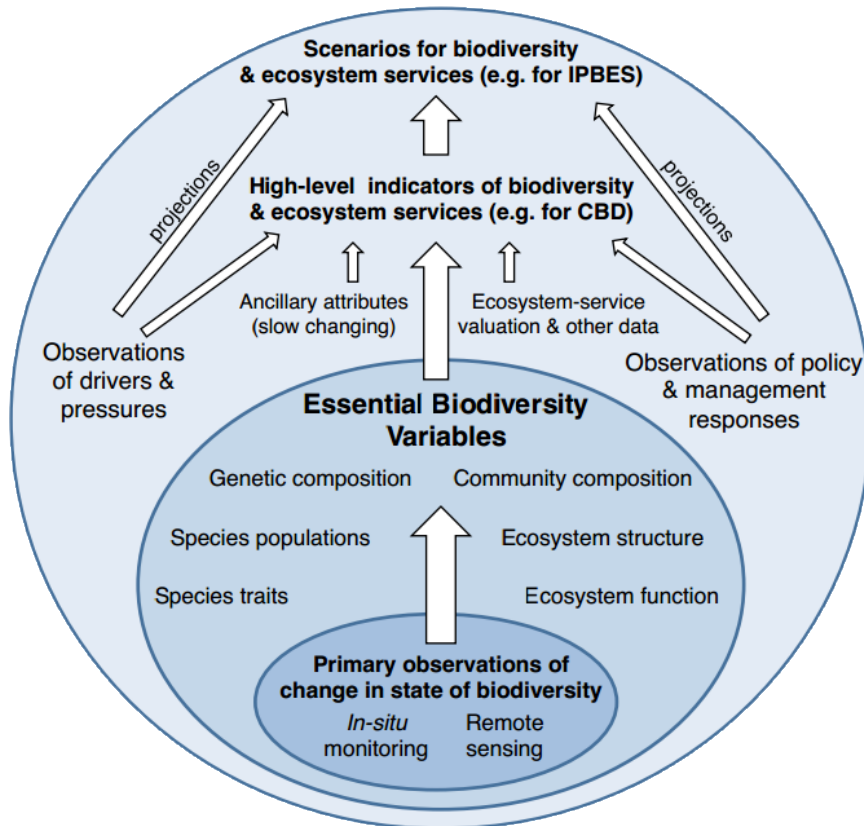 Scenarios for biodiversity
& ecosystem services (e.g. for IPBES)
projections
projections
High-level indicators of biodiversity
& ecosystem services (e.g. for CBD)
Ancillary attributes
(slow changing)
Ecosystem-service
valuation & other data
Observations
of drivers &
pressures
Observations of policy
& management
responses
Essential Biodiversity
Variables
Genetic composition
Community composition
Species populations
Ecosystem structure
Species traits
Ecosystem function
Primary observations of
change in state of biodiversity
In-situ
monitoring
Remote
sensing